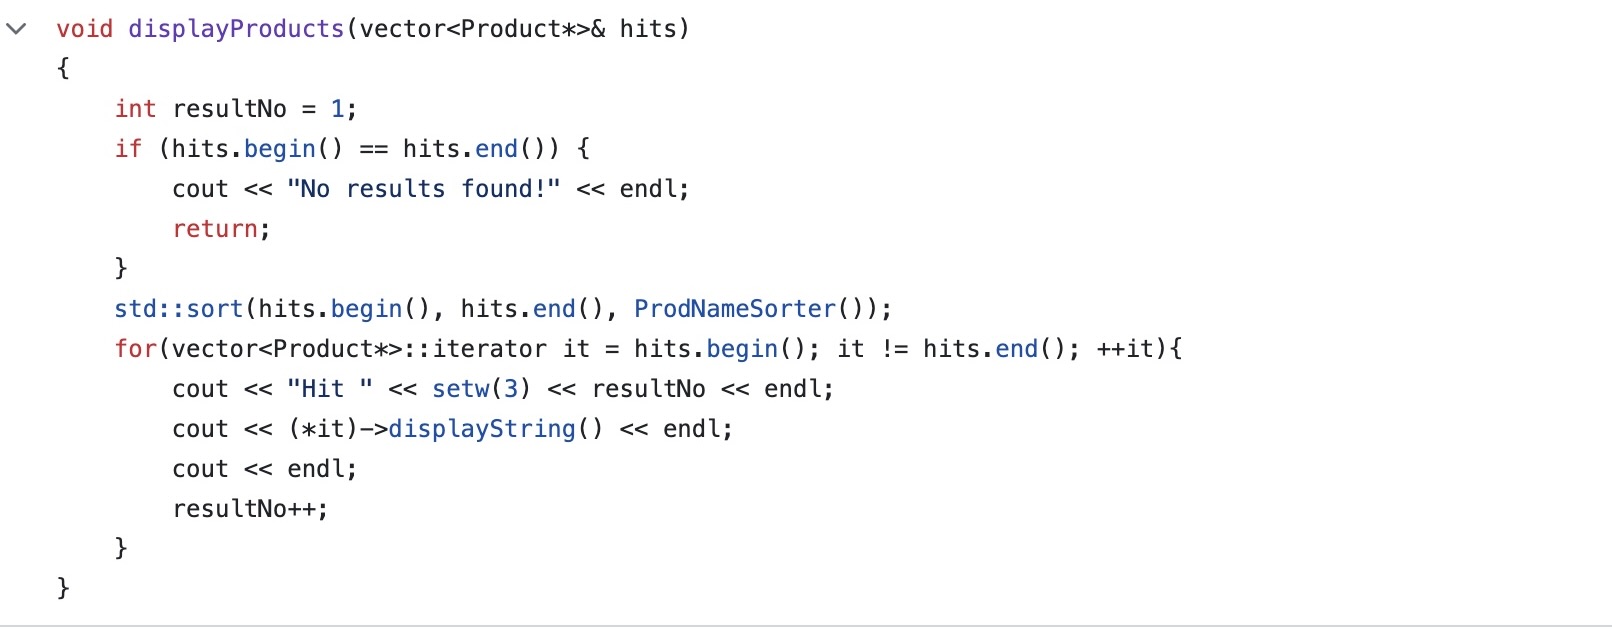 void displayProducts(vector<Product*>& hits)
{
    int resultNo = 1;
    if (hits.begin() == hits.end()) {
        cout << "No results found!" << endl;
        return;
    }
    std::sort(hits.begin(), hits.end(), ProdNameSorter());
    for(vector<Product*>::iterator it = hits.begin(); it != hits.end(); ++it){
        cout << "Hit " << setw(3) << resultNo << endl;
        cout << (*it)->displayString() << endl;
        cout << endl;
        resultNo++;
    }
}